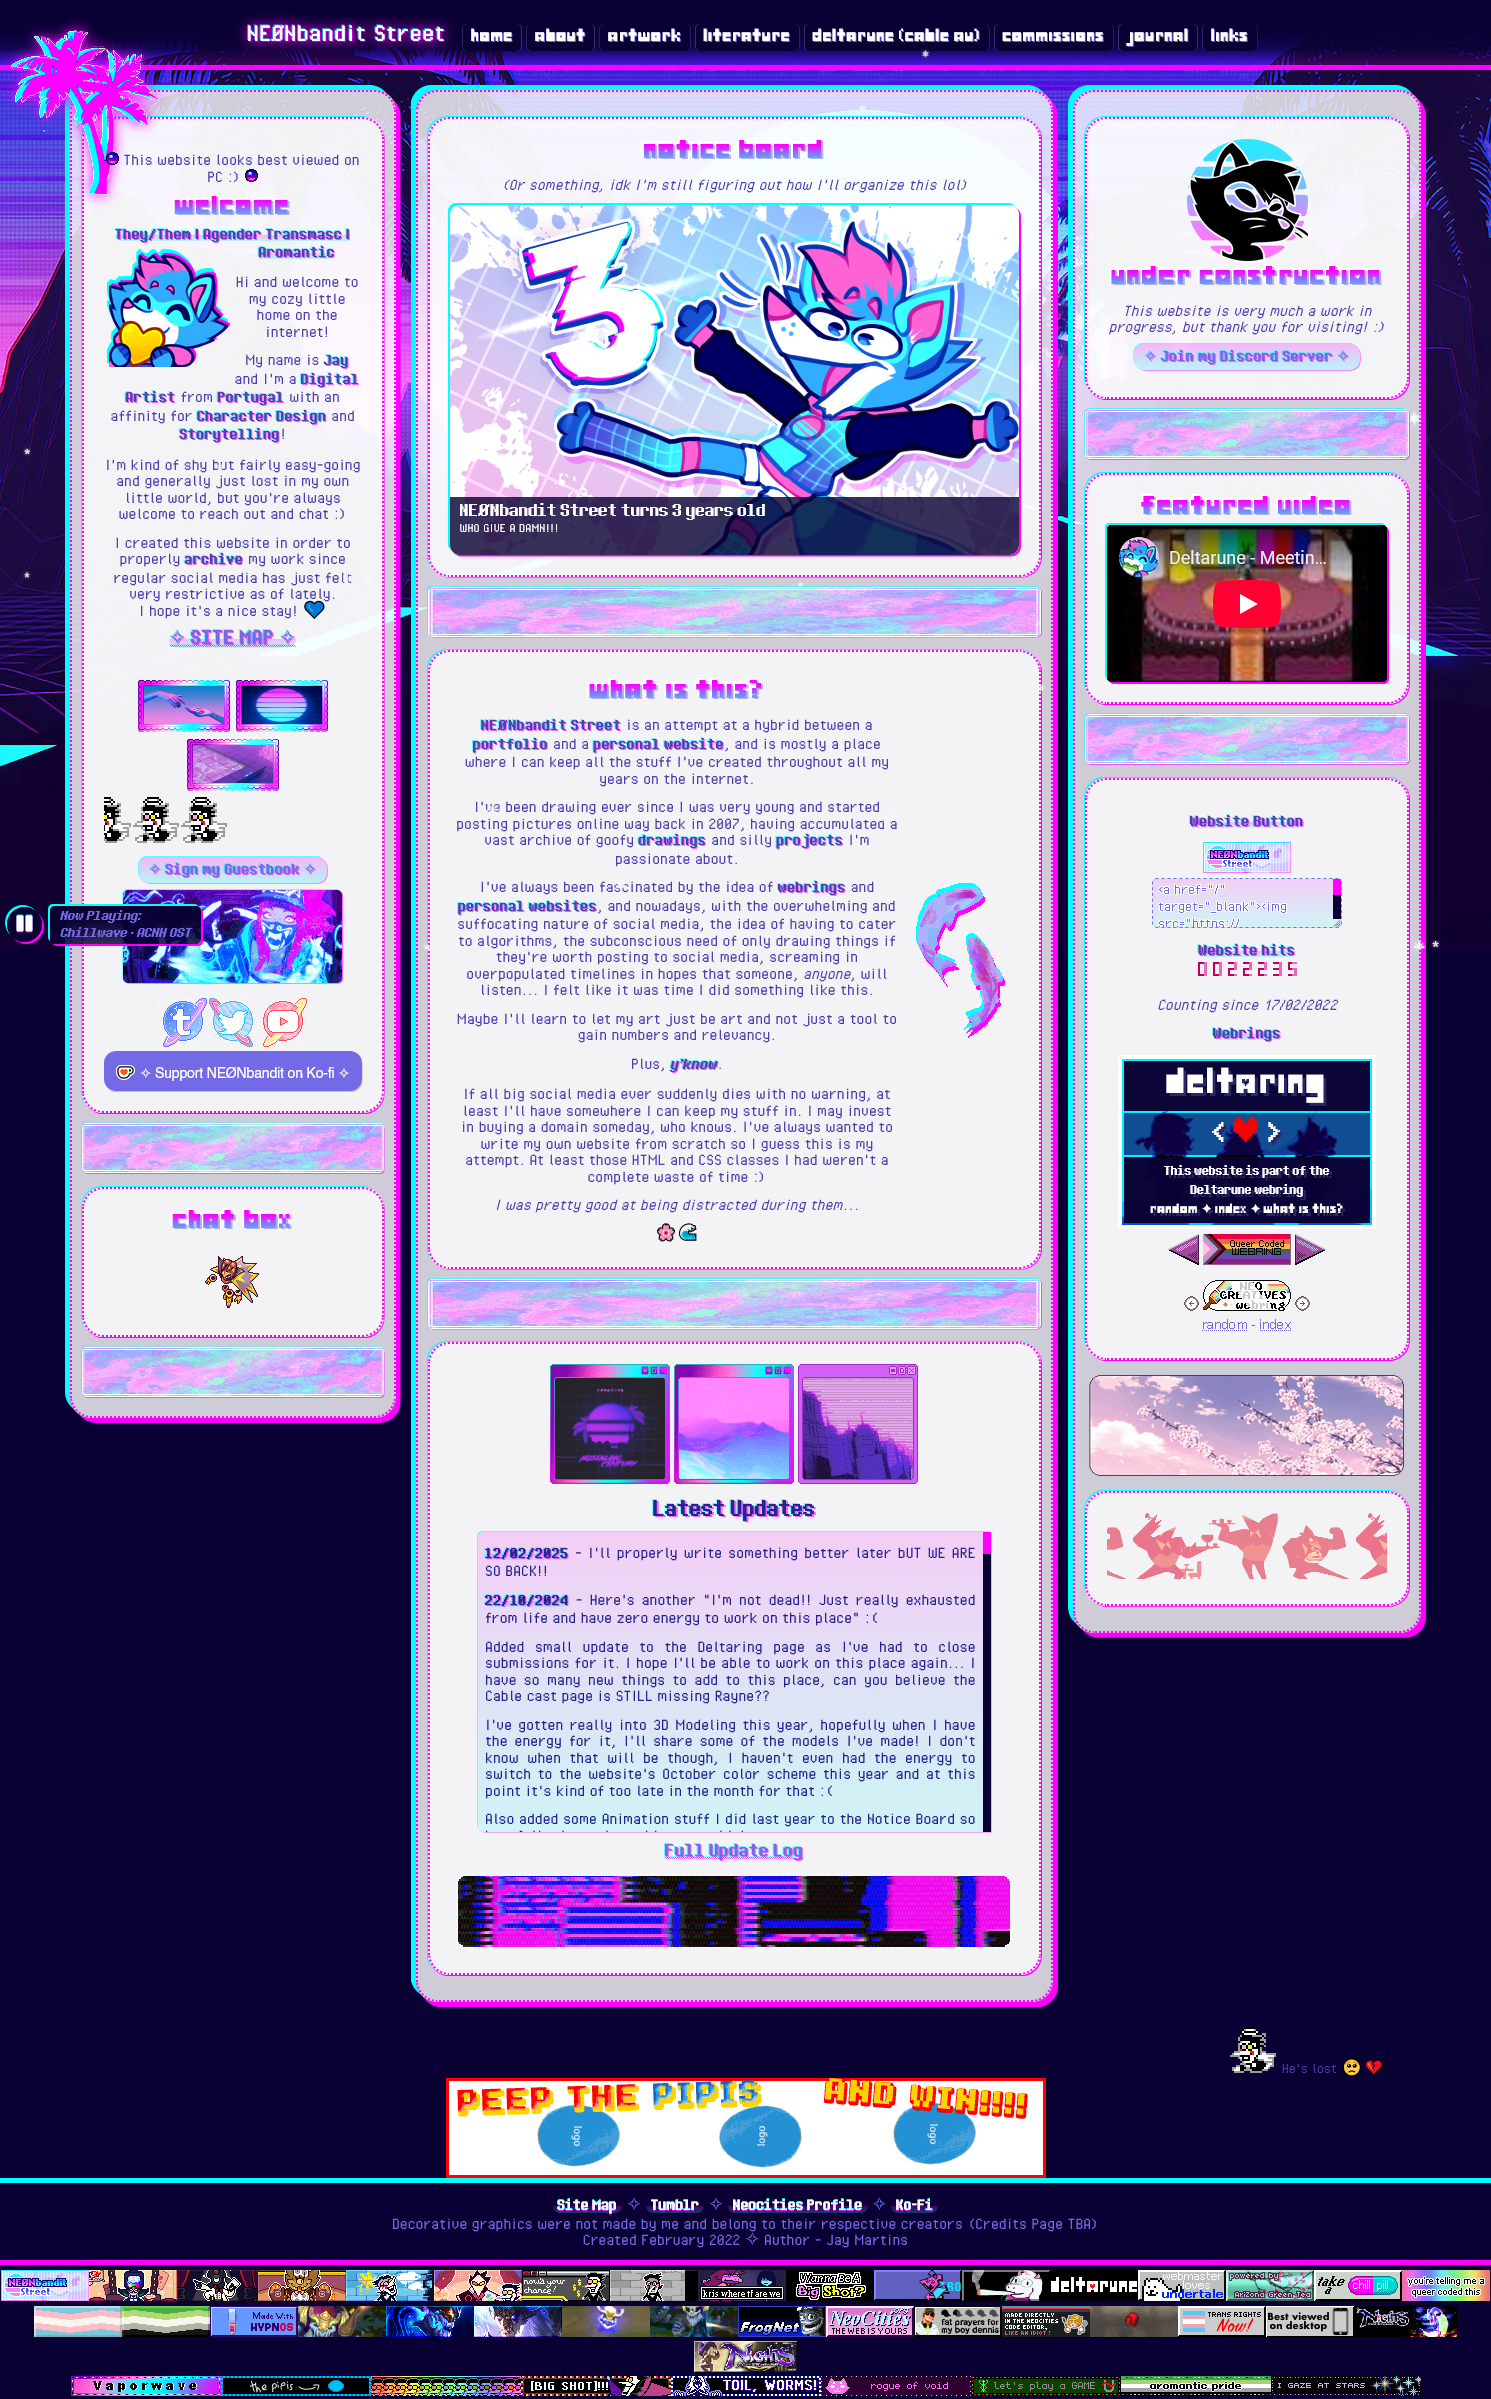 NEØNbandit Street
home
about
artwork
literature
deltarune (cable au)
commissions
journal
links
This website looks best viewed on
PC :)
welcome
They/Them | Agender Transmasc |
Aromantic
Hi and welcome to
my cozy little
home on the
internet!
My name is Jay
and I'm a Digital
Artist from Portugal with an
affinity for Character Design and
Storytelling!
I'm kind of shy but fairly easy-going
and generally just lost in my own
little world, but you're always
welcome to reach out and chat :)
I created this website in order to
properly archive my work since
regular social media has just felt
very restrictive as of lately.
I hope it's a nice stay!
✧ SITE MAP ✧
✧ Sign my Guestbook ✧
Now Playing:
Chillwave · ACNH OST
✧ Support NEØNbandit on Ko-fi ✧
chat box
notice board
(Or something, idk I'm still figuring out how I'll organize this lol)
3
NEØNbandit Street turns 3 years old
WHO GIVE A DAMN!!!
what is this?
NEØNbandit Street is an attempt at a hybrid between a
portfolio and a personal website, and is mostly a place
where I can keep all the stuff I've created throughout all my
years on the internet.
I've been drawing ever since I was very young and started
posting pictures online way back in 2007, having accumulated a
vast archive of goofy drawings and silly projects I'm
passionate about.
I've always been fascinated by the idea of webrings and
personal websites, and nowadays, with the overwhelming and
suffocating nature of social media, the idea of having to cater
to algorithms, the subconscious need of only drawing things if
they're worth posting to social media, screaming in
overpopulated timelines in hopes that someone, anyone, will
listen... I felt like it was time I did something like this.
Maybe I'll learn to let my art just be art and not just a tool to
gain numbers and relevancy.
Plus, y'know.
If all big social media ever suddenly dies with no warning, at
least I'll have somewhere I can keep my stuff in. I may invest
in buying a domain someday, who knows. I've always wanted to
write my own website from scratch so I guess this is my
attempt. At least those HTML and CSS classes I had weren't a
complete waste of time :)
I was pretty good at being distracted during them...
Latest Updates
12/02/2025 - I'll properly write something better later bUT WE ARE
SO BACK!!
22/10/2024 - Here's another "I'm not dead!! Just really exhausted
from life and have zero energy to work on this place" :(
Added small update to the Deltaring page as I've had to close
submissions for it. I hope I'll be able to work on this place again... I
have so many new things to add to this place, can you believe the
Cable cast page is STILL missing Rayne??
I've gotten really into 3D Modeling this year, hopefully when I have
the energy for it, I'll share some of the models I've made! I don't
know when that will be though, I haven't even had the energy to
switch to the website's October color scheme this year and at this
point it's kind of too late in the month for that :(
Also added some Animation stuff I did last year to the Notice Board so
Full Update Log
under construction
This website is very much a work in
progress, but thank you for visiting! :)
✧ Join my Discord Server ✧
featured video
Deltarune - Meetin...
Website Button
NEØNbandit
Street
<a href="/"
target="_blank"><img
src="https://
Website hits
0022235
Counting since 17/02/2022
Webrings
deltaring
< >
This website is part of the
Deltarune webring
random ✦ index ✦ what is this?
Queer Coded
WEBRING
NEO
CREATIVES
webring
random - index
He's lost
PEEP THE PIPIS AND WIN!!!!
logo
logo
logo
Site Map ✧ Tumblr ✧ Neocities Profile ✧ Ko-Fi
Decorative graphics were not made by me and belong to their respective creators (Credits Page TBA)
Created February 2022 ✧ Author - Jay Martins
NEØNbandit
Street
now's your
chance!
kris where tf are we
Wanna Be A
Big Shot?
deltarune
webmaster
loves
undertale
powered by
Arizona Green Tea
take
a
chill pill
you're telling me a
queer coded this
Made With
HYPNOS
FrogNet
NeoCities
THE WEB IS YOURS
fat prayers for
my boy dennis
MADE DIRECTLY
IN THE NEOCITIES
CODE EDITOR,
LIKE AN IDIOT!
TRANS RIGHTS
Now!
Best viewed
on desktop
NiGHTS
NiGHTS
Vaporwave
the pipis
[BIG SHOT]!!!
TOIL, WORMS!
rogue of void
let's play a GAME
aromantic pride
I GAZE AT STARS